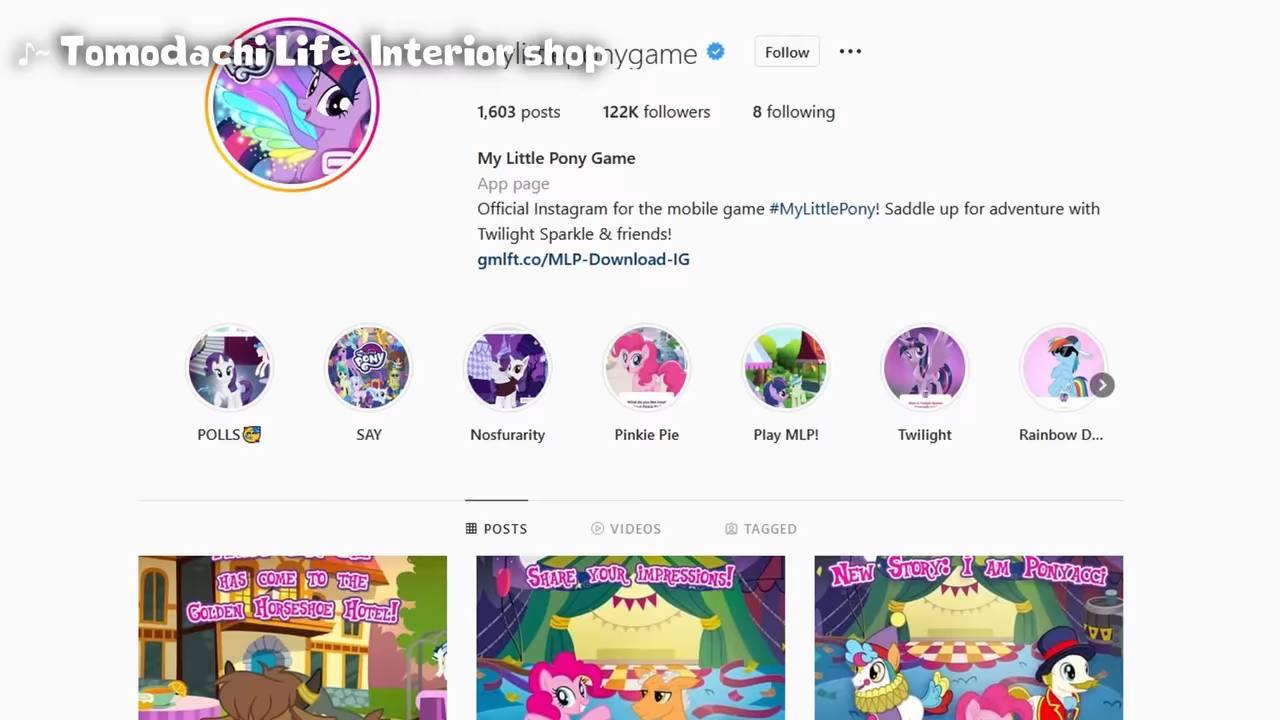 ♪~ Tomodachi Life: Interior shop
mylittleponygame
Follow
1,603 posts 122K followers 8 following
My Little Pony Game
App page
Official Instagram for the mobile game #MyLittlePony! Saddle up for adventure with
Twilight Sparkle & friends!
gmlft.co/MLP-Download-IG
PONY
POLLS SAY Nosfurarity Pinkie Pie Play MLP! Twilight Rainbow D...
POSTS VIDEOS TAGGED
HAS COME TO THE
GOLDEN HORSESHOE HOTEL!
SHARE YOUR IMPRESSIONS!
NEW STORY: I AM PONYACCI